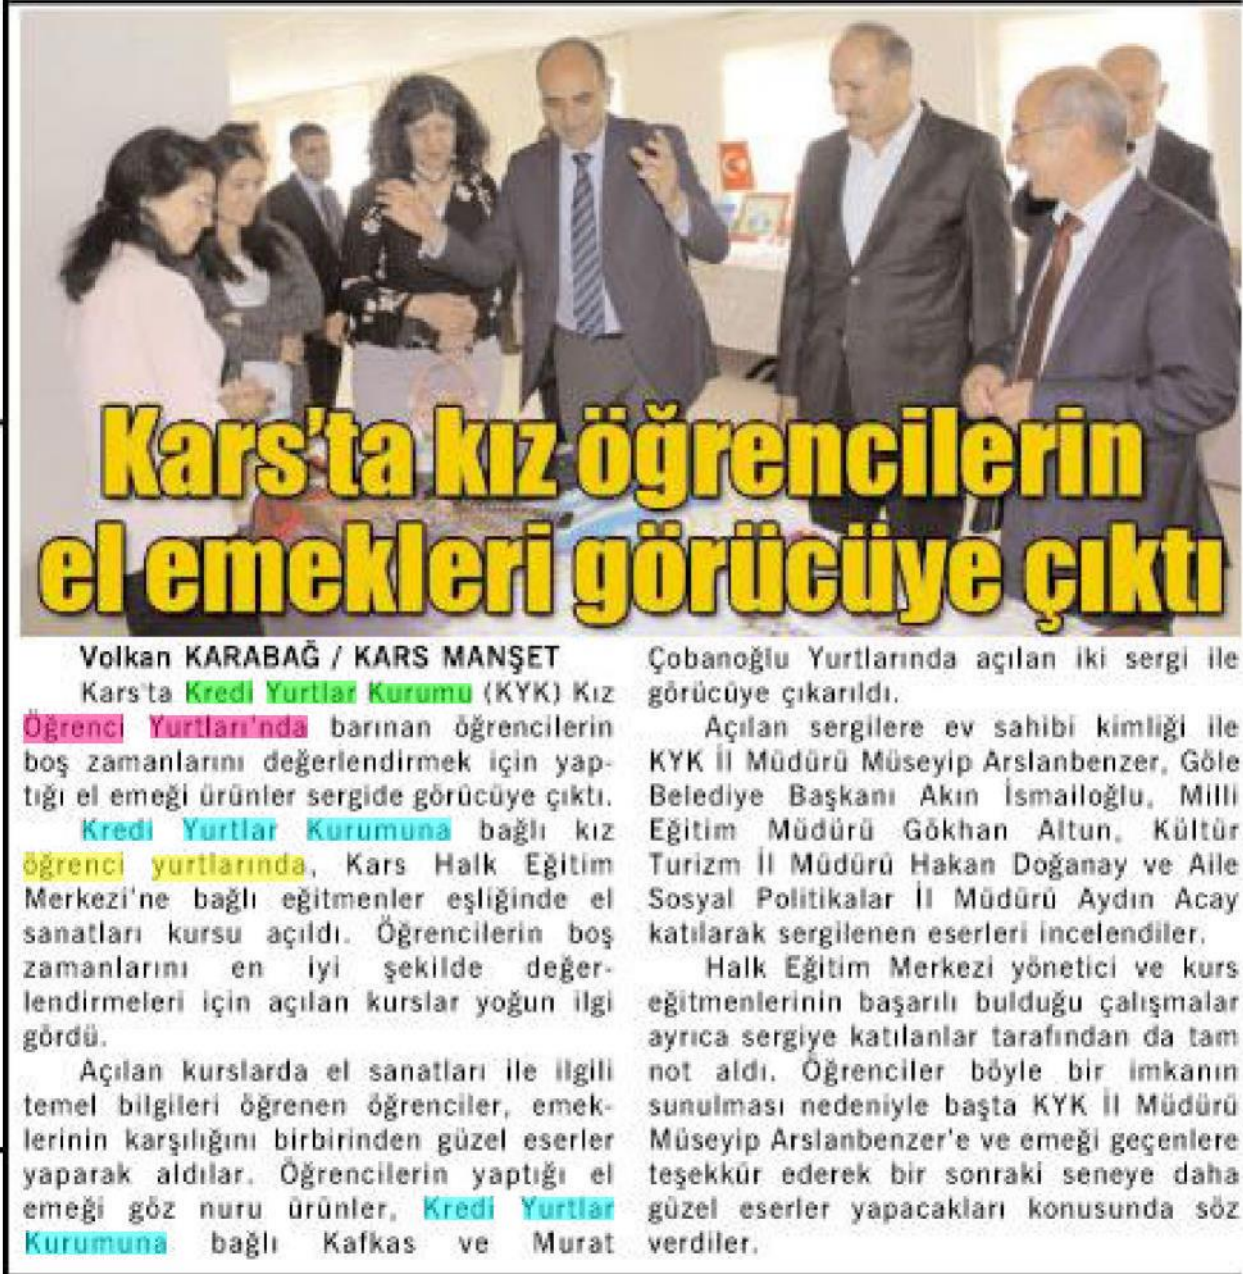 Kars'ta kız öğrencilerin
el emekleri görücüye çıktı
Volkan KARABAĞ / KARS MANŞET
Kars'ta Kredi Yurtlar Kurumu (KYK) Kız
Öğrenci Yurtları'nda barınan öğrencilerin
boş zamanlarını değerlendirmek için yap-
tığı el emeği ürünler sergide görücüye çıktı.
Kredi Yurtlar Kurumuna bağlı kız
öğrenci yurtlarında, Kars Halk Eğitim
Merkezi'ne bağlı eğitmenler eşliğinde el
sanatları kursu açıldı. Öğrencilerin boş
zamanlarını en iyi şekilde değer-
lendirmeleri için açılan kurslar yoğun ilgi
gördü.
Açılan kurslarda el sanatları ile ilgili
temel bilgileri öğrenen öğrenciler, emek-
lerinin karşılığını birbirinden güzel eserler
yaparak aldılar. Öğrencilerin yaptığı el
emeği göz nuru ürünler, Kredi Yurtlar
Kurumuna bağlı Kafkas ve Murat
Çobanoğlu Yurtlarında açılan iki sergi ile
görücüye çıkarıldı.
Açılan sergilere ev sahibi kimliği ile
KYK İl Müdürü Müseyip Arslanbenzer, Göle
Belediye Başkanı Akın İsmailoğlu, Milli
Eğitim Müdürü Gökhan Altun, Kültür
Turizm İl Müdürü Hakan Doğanay ve Aile
Sosyal Politikalar İl Müdürü Aydın Acay
katılarak sergilenen eserleri incelendiler.
Halk Eğitim Merkezi yönetici ve kurs
eğitmenlerinin başarılı bulduğu çalışmalar
ayrıca sergiye katılanlar tarafından da tam
not aldı. Öğrenciler böyle bir imkanın
sunulması nedeniyle başta KYK İl Müdürü
Müseyip Arslanbenzer'e ve emeği geçenlere
teşekkür ederek bir sonraki seneye daha
güzel eserler yapacakları konusunda söz
verdiler.